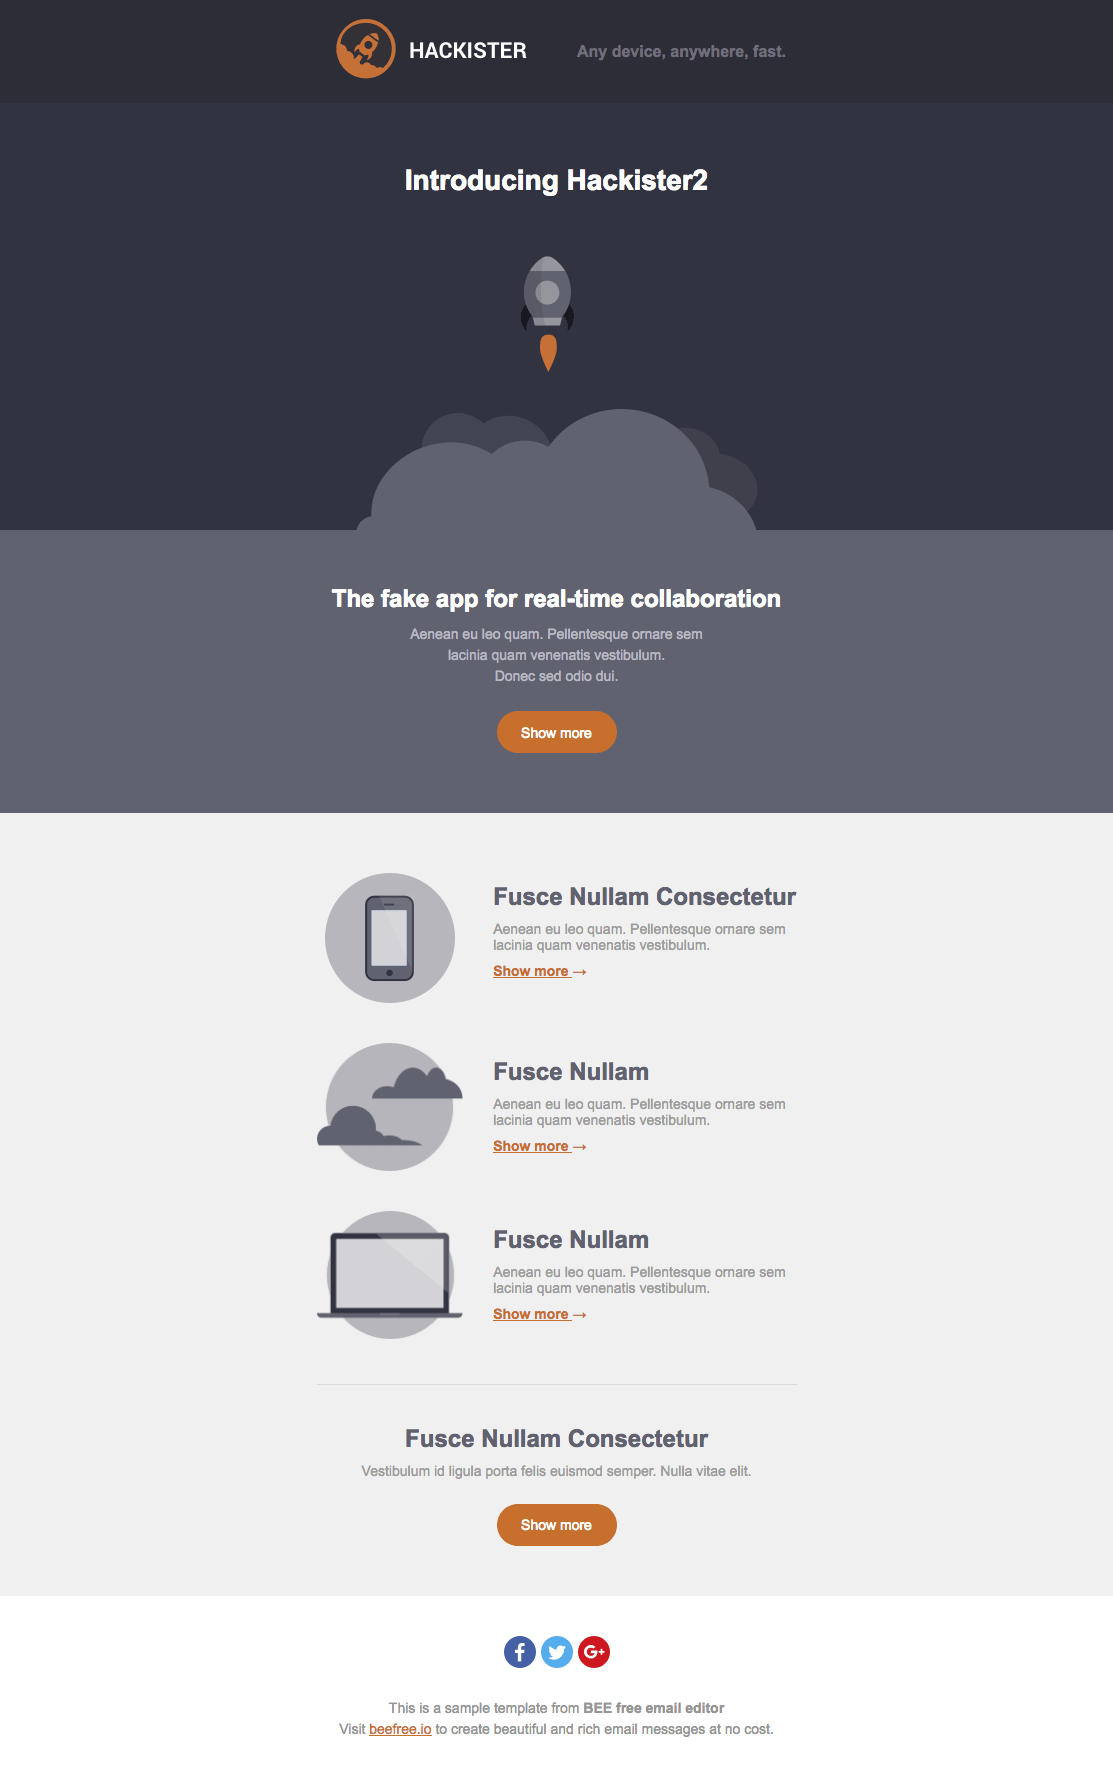 HACKISTER
Any device, anywhere, fast.
Introducing Hackister2
The fake app for real-time collaboration
Aenean eu leo quam. Pellentesque ornare sem
lacinia quam venenatis vestibulum.
Donec sed odio dui.
Show more
Fusce Nullam Consectetur
Aenean eu leo quam. Pellentesque ornare sem
lacinia quam venenatis vestibulum.
Show more →
Fusce Nullam
Aenean eu leo quam. Pellentesque ornare sem
lacinia quam venenatis vestibulum.
Show more →
Fusce Nullam
Aenean eu leo quam. Pellentesque ornare sem
lacinia quam venenatis vestibulum.
Show more →
Fusce Nullam Consectetur
Vestibulum id ligula porta felis euismod semper. Nulla vitae elit.
Show more
f G+
This is a sample template from BEE free email editor
Visit beefree.io to create beautiful and rich email messages at no cost.